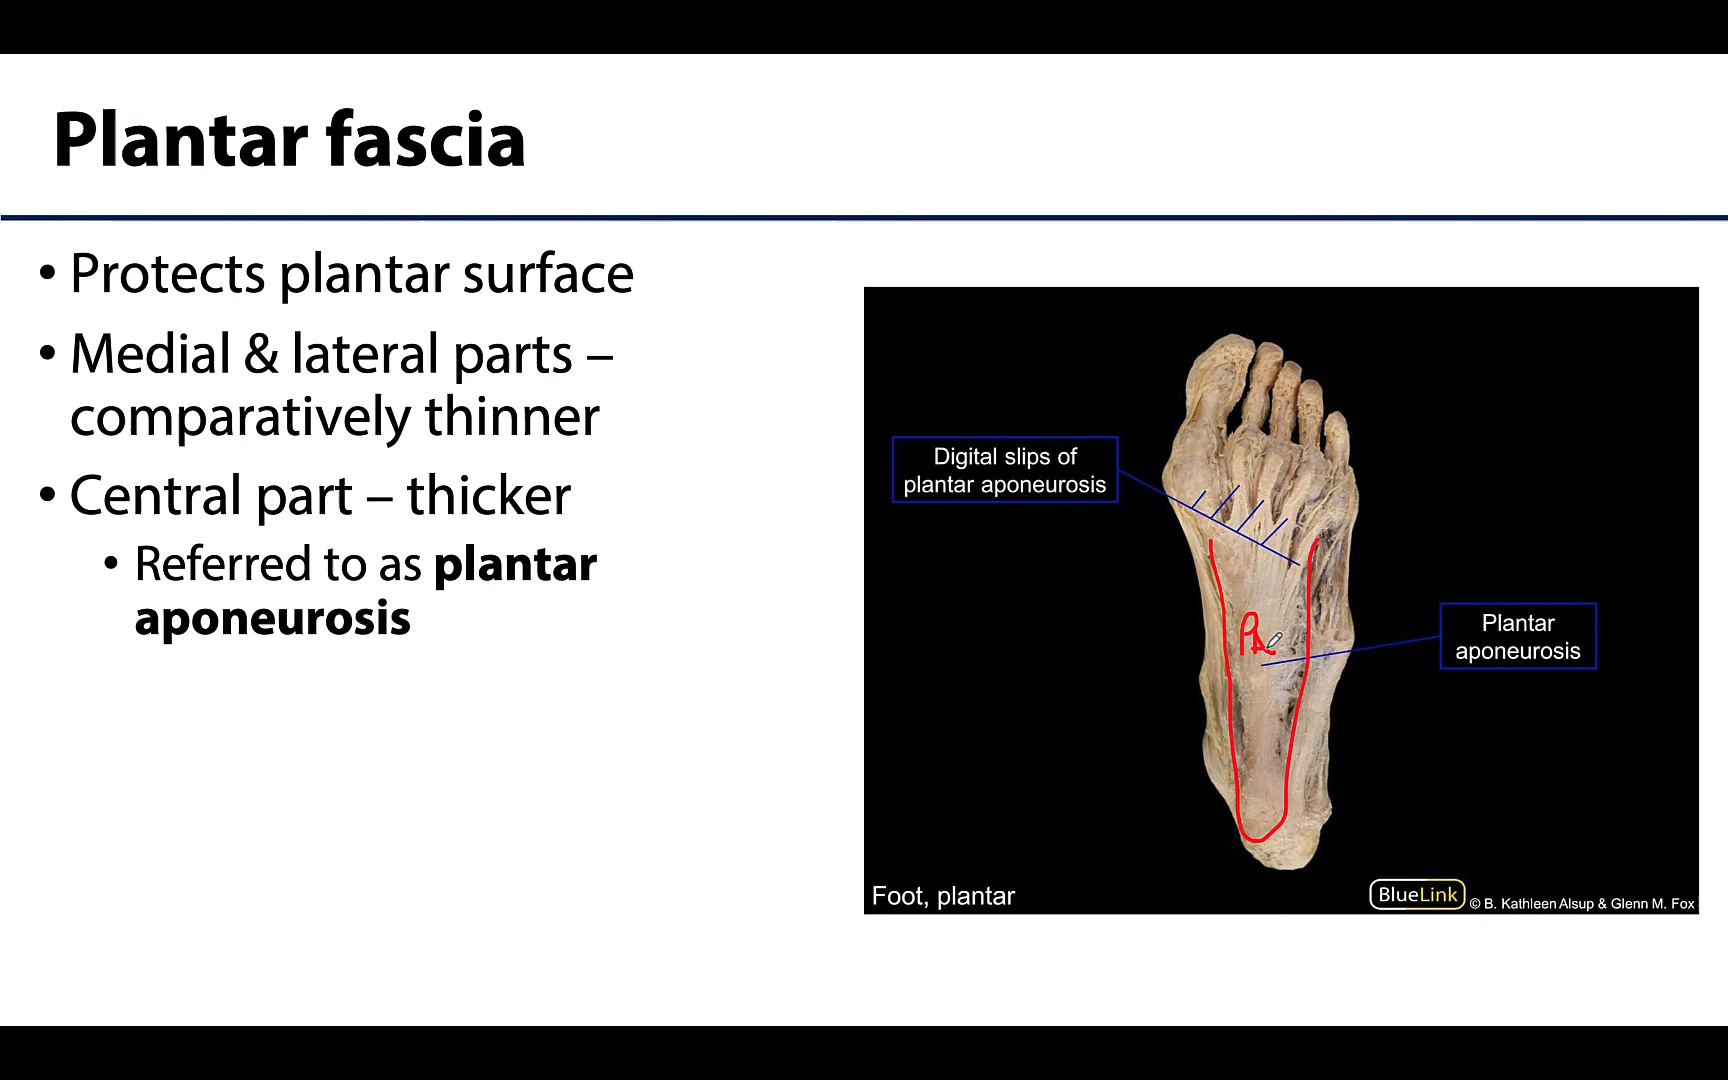 Plantar fascia
• Protects plantar surface
• Medial & lateral parts –
comparatively thinner
• Central part – thicker
• Referred to as plantar
aponeurosis
Digital slips of
plantar aponeurosis
PA
Plantar
aponeurosis
Foot, plantar
BlueLink
© B. Kathleen Alsup & Glenn M. Fox